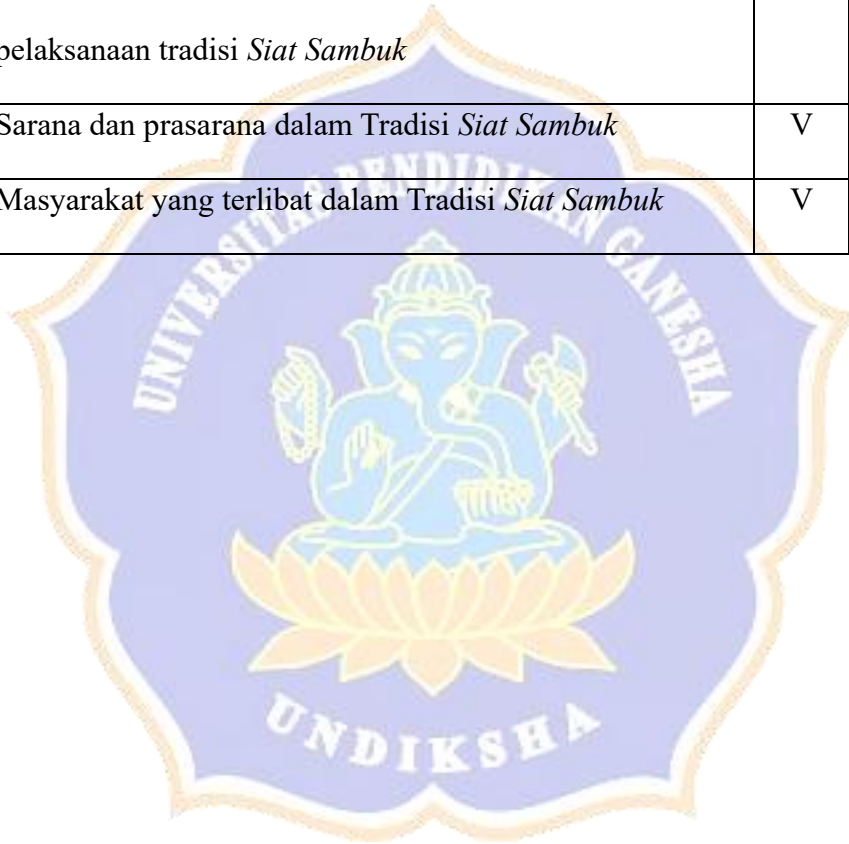 pelaksanaan tradisi Siat Sambuk
Sarana dan prasarana dalam Tradisi Siat Sambuk V
Masyarakat yang terlibat dalam Tradisi Siat Sambuk V
UNIVERSITAS PENDIDIKAN GANESHA
UNDIKSHA